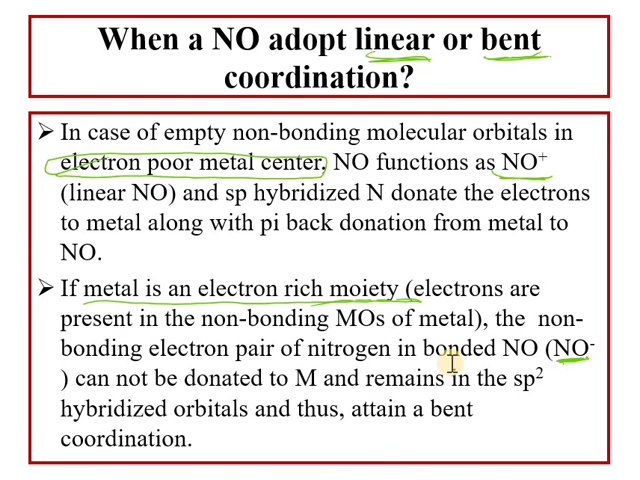 When a NO adopt linear or bent
coordination?
➢ In case of empty non-bonding molecular orbitals in
electron poor metal center, NO functions as NO⁺
(linear NO) and sp hybridized N donate the electrons
to metal along with pi back donation from metal to
NO.
➢ If metal is an electron rich moiety (electrons are
present in the non-bonding MOs of metal), the non-
bonding electron pair of nitrogen in bonded NO (NO⁻
) can not be donated to M and remains in the sp²
hybridized orbitals and thus, attain a bent
coordination.